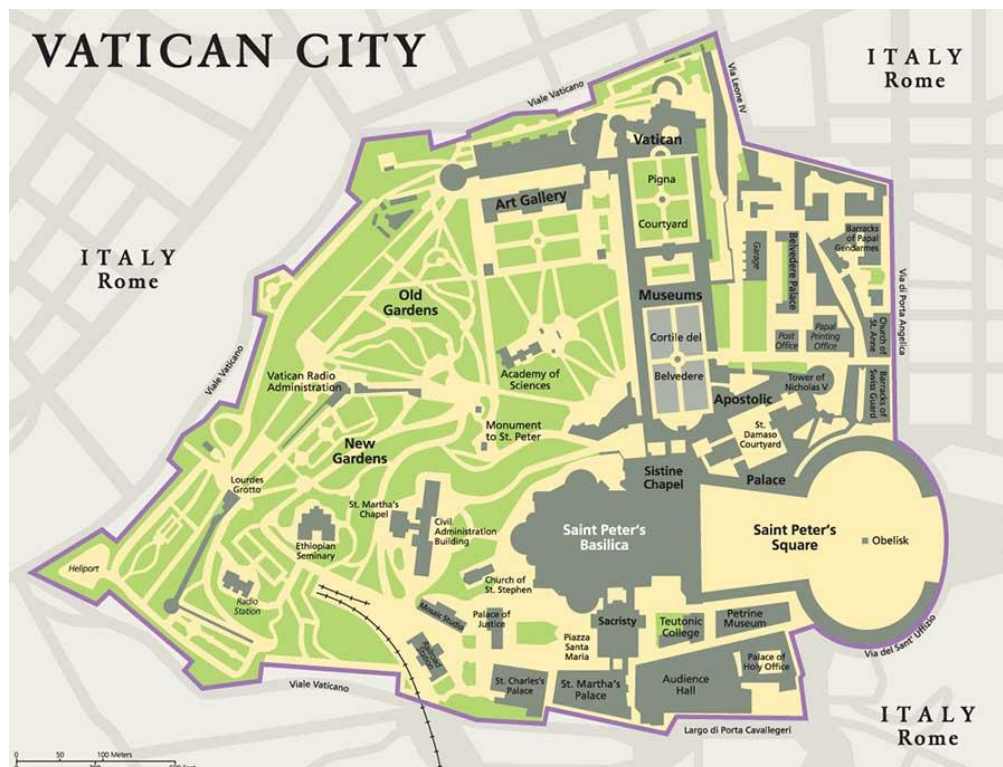 VATICAN CITY
ITALY
Rome
Viale Vaticano
Via Leone IV
Vatican
Pigna
Courtyard
Art Gallery
Garage
Belvedere Palace
Barracks
of Papal
Gendarmes
ITALY
Rome
Old
Gardens
Museums
Via di Porta Angelica
Cortile del
Belvedere
Post
Office
Papal
Printing
Office
Church of
St. Anne
Viale Vaticano
Vatican Radio
Administration
Academy of
Sciences
Apostolic
Tower of
Nicholas V
Barracks of
Swiss Guard
Monument
to St. Peter
St.
Damaso
Courtyard
New
Gardens
Sistine
Chapel
Palace
Lourdes
Grotto
St. Martha's
Chapel
Civil
Administration
Building
Ethiopian
Seminary
Saint Peter's
Basilica
Saint Peter's
Square
Obelisk
Heliport
Radio
Station
Church of
St. Stephen
Mosaic Studio
Palace of
Justice
Sacristy
Teutonic
College
Petrine
Museum
Piazza
Santa
Maria
Railroad
Station
Palace of
Holy Office
Via del Sant' Uffizio
Viale Vaticano
St. Charles's
Palace
St. Martha's
Palace
Audience
Hall
Largo di Porta Cavallegeri
ITALY
Rome
0 50 100 Meters